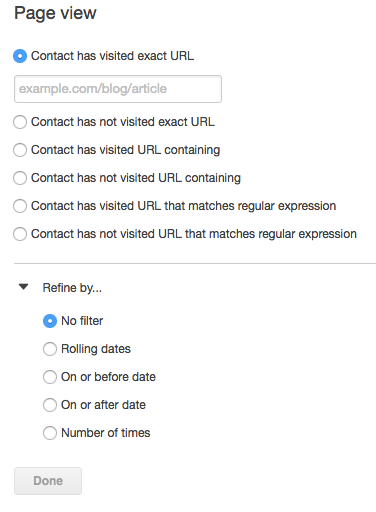 Page view
Contact has visited exact URL
example.com/blog/article
Contact has not visited exact URL
Contact has visited URL containing
Contact has not visited URL containing
Contact has visited URL that matches regular expression
Contact has not visited URL that matches regular expression
Refine by...
No filter
Rolling dates
On or before date
On or after date
Number of times
Done